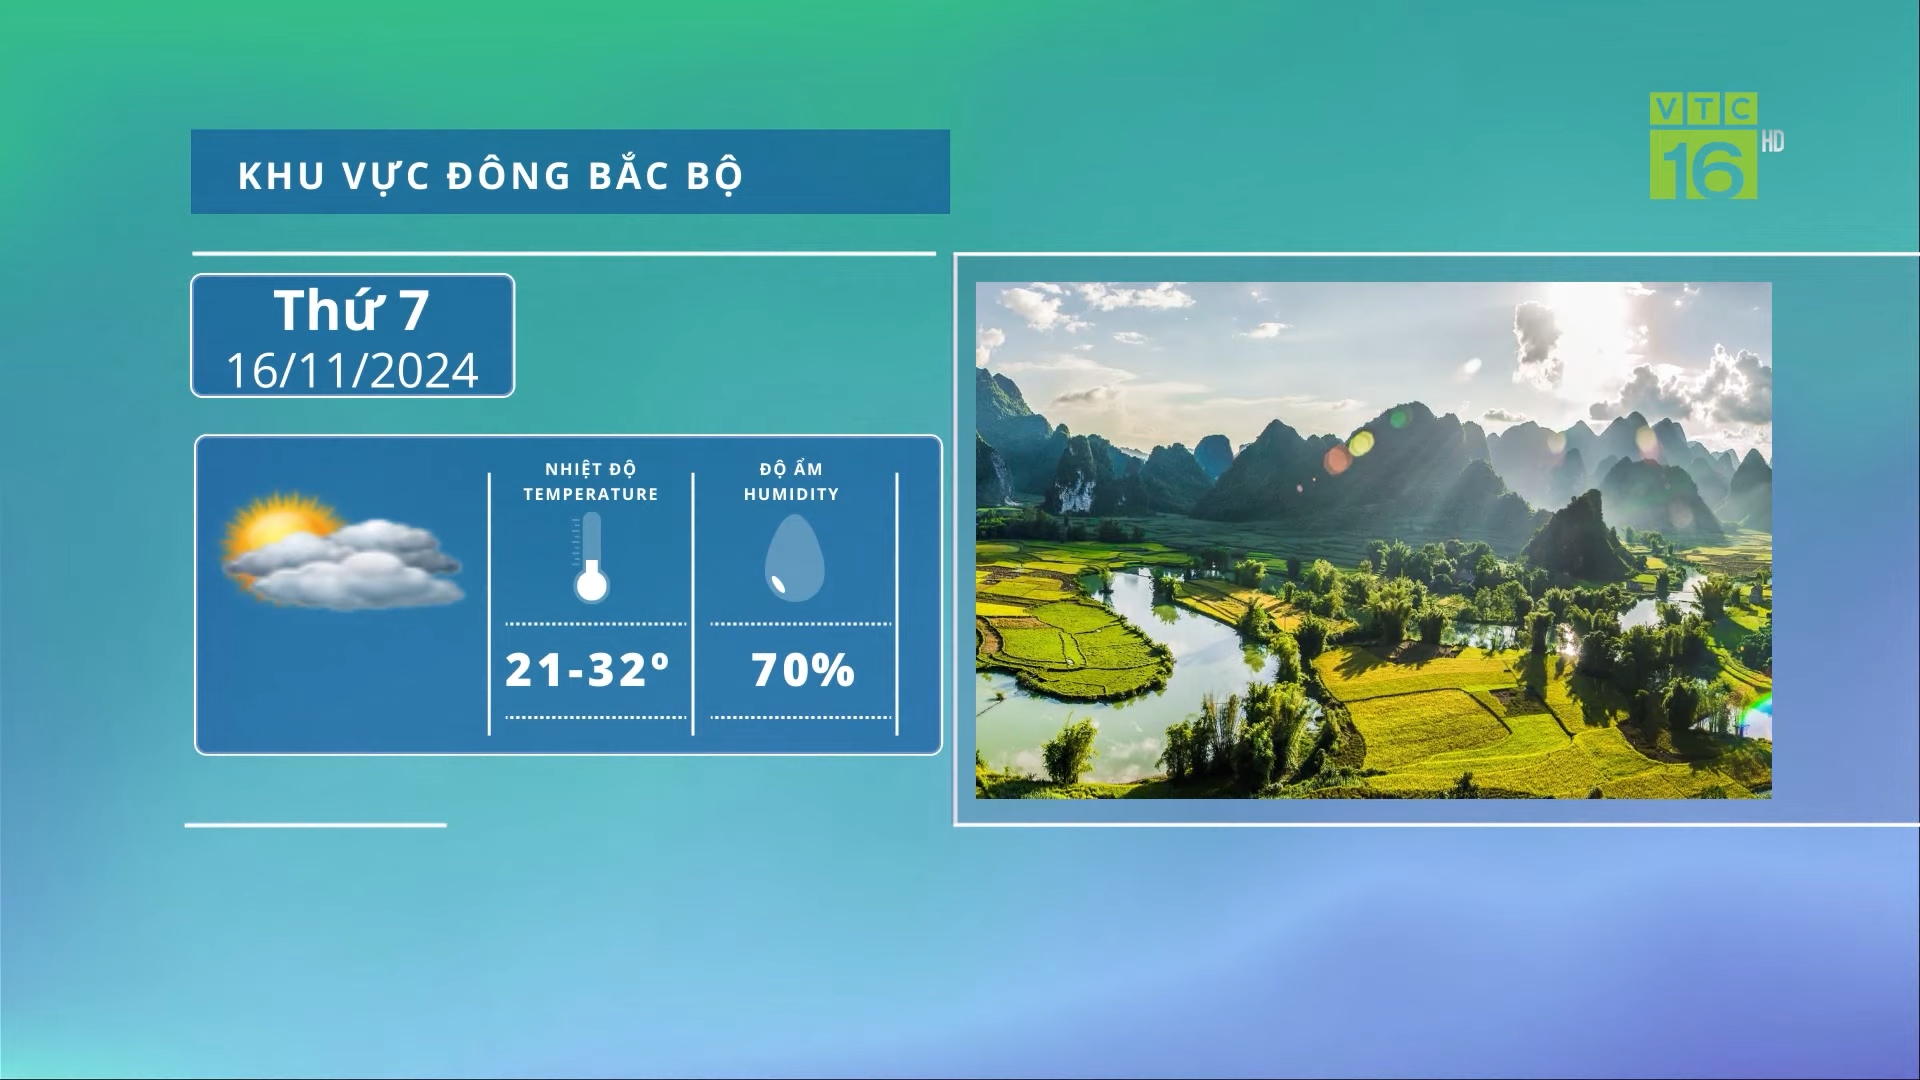 VTC
16 HD
KHU VỰC ĐÔNG BẮC BỘ
Thứ 7
16/11/2024
NHIỆT ĐỘ
TEMPERATURE
21-32°
ĐỘ ẨM
HUMIDITY
70%